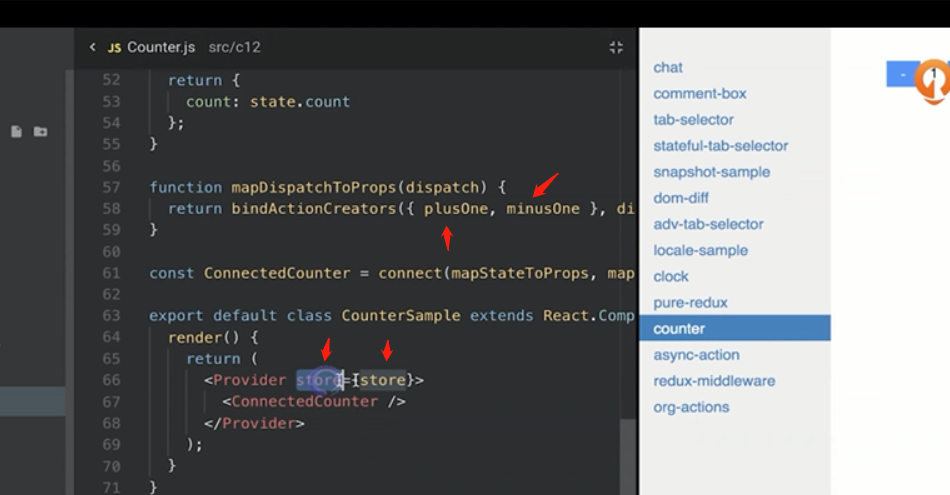 JS Counter.js src/c12
52 return {
53 count: state.count
54 };
55 }
56
57 function mapDispatchToProps(dispatch) {
58 return bindActionCreators({ plusOne, minusOne }, di
59 }
60
61 const ConnectedCounter = connect(mapStateToProps, map
62
63 export default class CounterSample extends React.Comp
64 render() {
65 return (
66 <Provider store={store}>
67 <ConnectedCounter />
68 </Provider>
69 );
70 }
71 }
chat
comment-box
tab-selector
stateful-tab-selector
snapshot-sample
dom-diff
adv-tab-selector
locale-sample
clock
pure-redux
counter
async-action
redux-middleware
org-actions
- 1